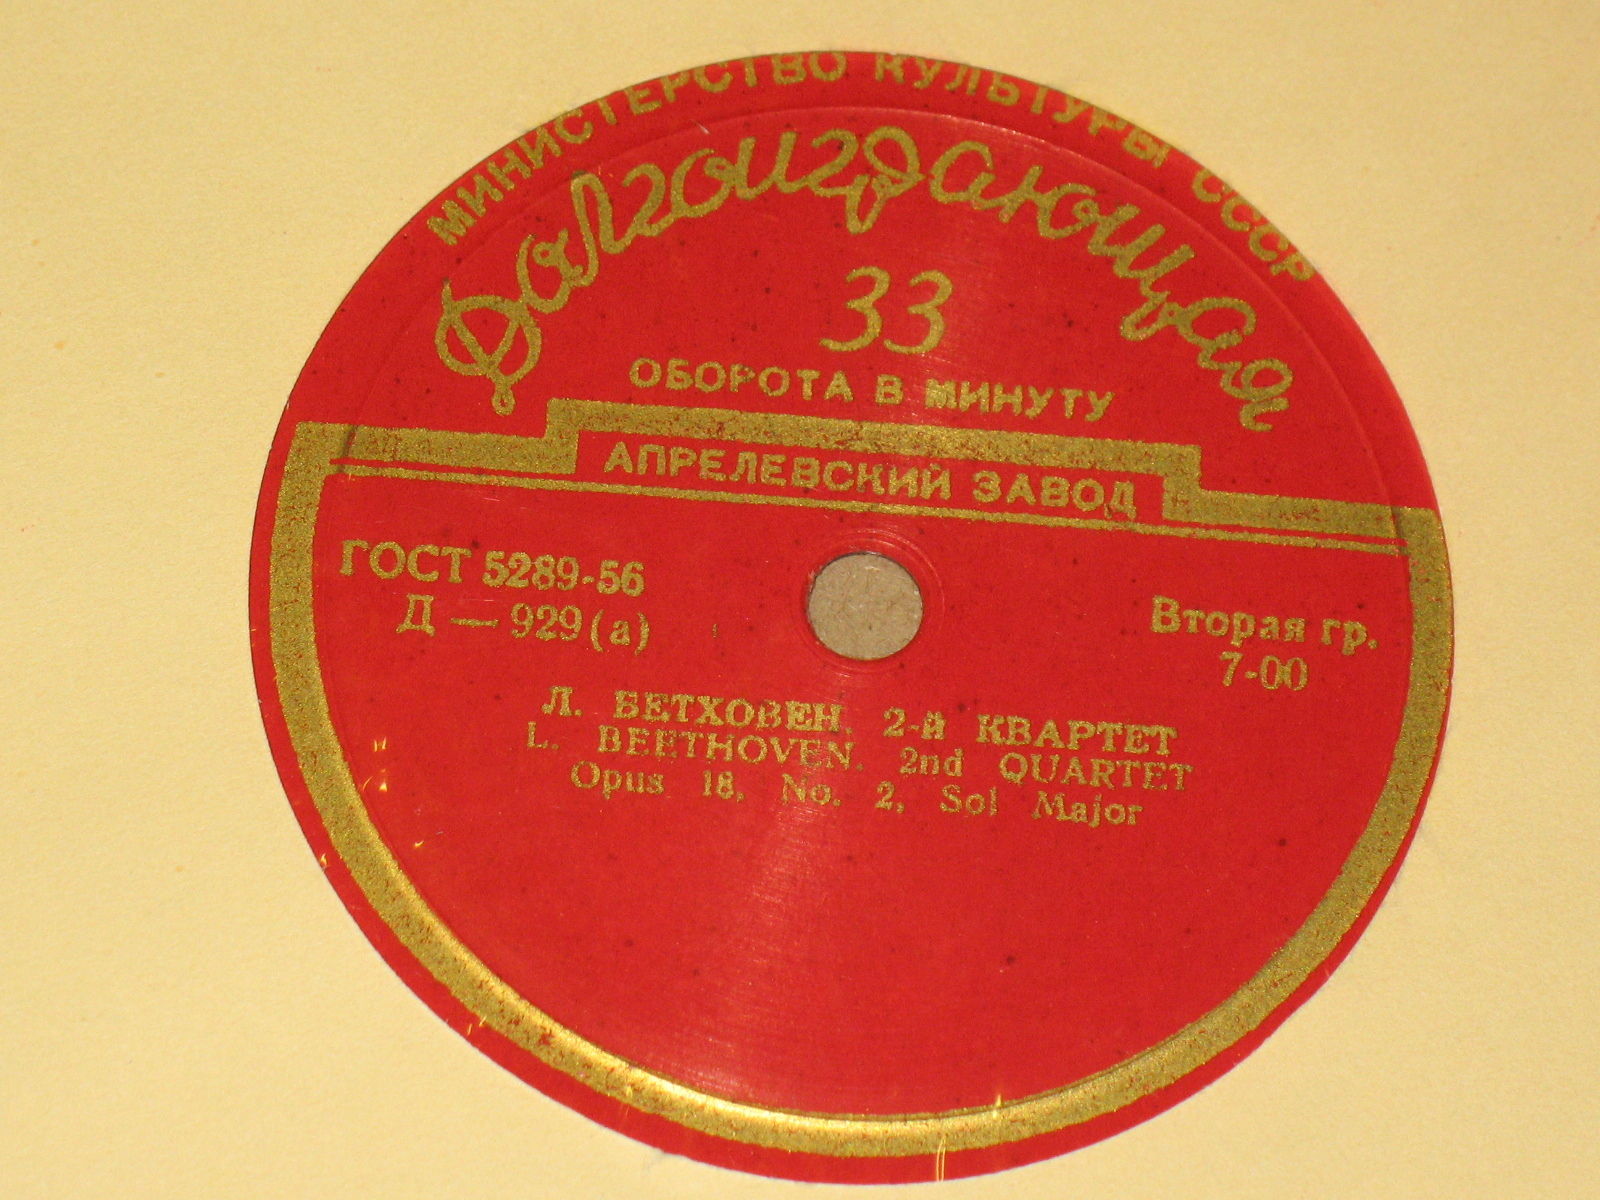 МИНИСТЕРСТВО КУЛЬТУРЫ СССР
Долгоиграющая
33
ОБОРОТА В МИНУТУ
АПРЕЛЕВСКИЙ ЗАВОД
ГОСТ 5289-56
Д — 929 (а)
Вторая гр.
7-00
Л. БЕТХОВЕН. 2-й КВАРТЕТ
L. BEETHOVEN. 2nd QUARTET
Opus 18, No. 2, Sol Major